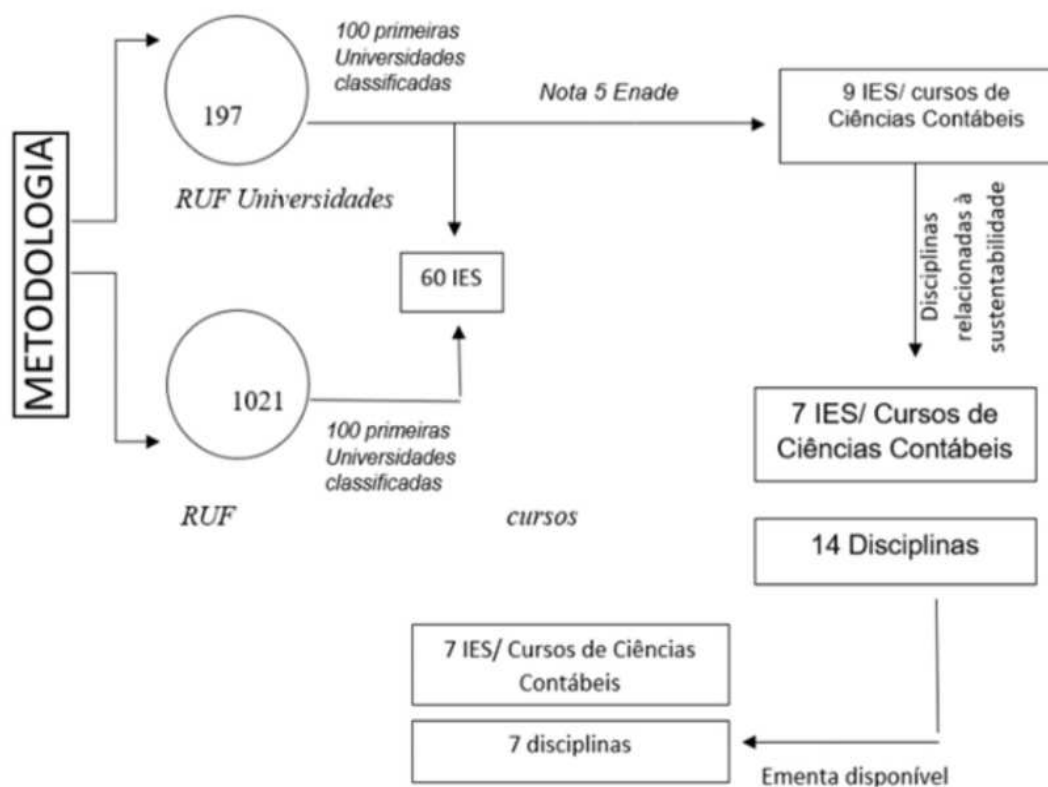 METODOLOGIA
197
100 primeiras
Universidades
classificadas
RUF Universidades
Nota 5 Enade
9 IES/ cursos de
Ciências Contábeis
60 IES
Disciplinas
relacionadas à
sustentabilidade
1021
100 primeiras
Universidades
classificadas
RUF cursos
7 IES/ Cursos de
Ciências Contábeis
14 Disciplinas
7 IES/ Cursos de Ciências
Contábeis
7 disciplinas
Ementa disponível